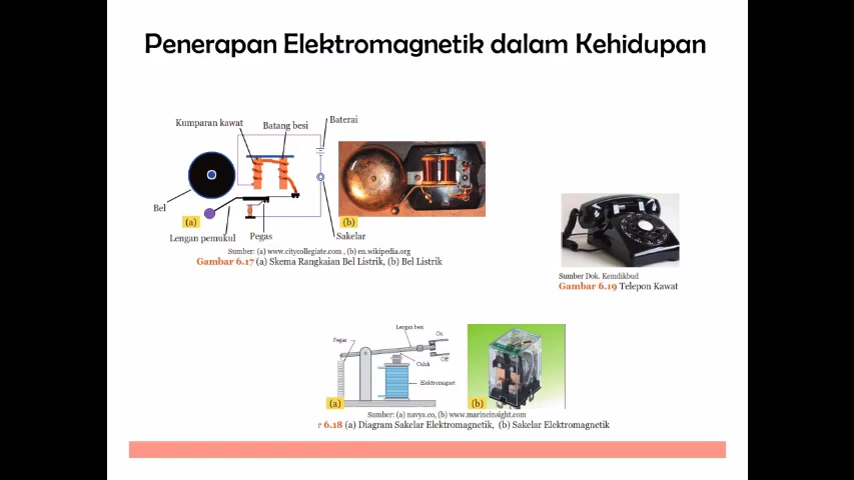 Penerapan Elektromagnetik dalam Kehidupan
Kumparan kawat
Batang besi
Baterai
Bel
(a)
(b)
Lengan pemukul
Pegas
Sakelar
Sumber: (a) www.citycollegiate.com , (b) en.wikipedia.org
Gambar 6.17 (a) Skema Rangkaian Bel Listrik, (b) Bel Listrik
Sumber Dok. Kemdikbud
Gambar 6.19 Telepon Kawat
Pegas
Lengan besi
On
Off
Elektromagnet
(a)
(b)
Sumber: (a) navya.co, (b) www.marineinsight.com
r 6.18 (a) Diagram Sakelar Elektromagnetik, (b) Sakelar Elektromagnetik